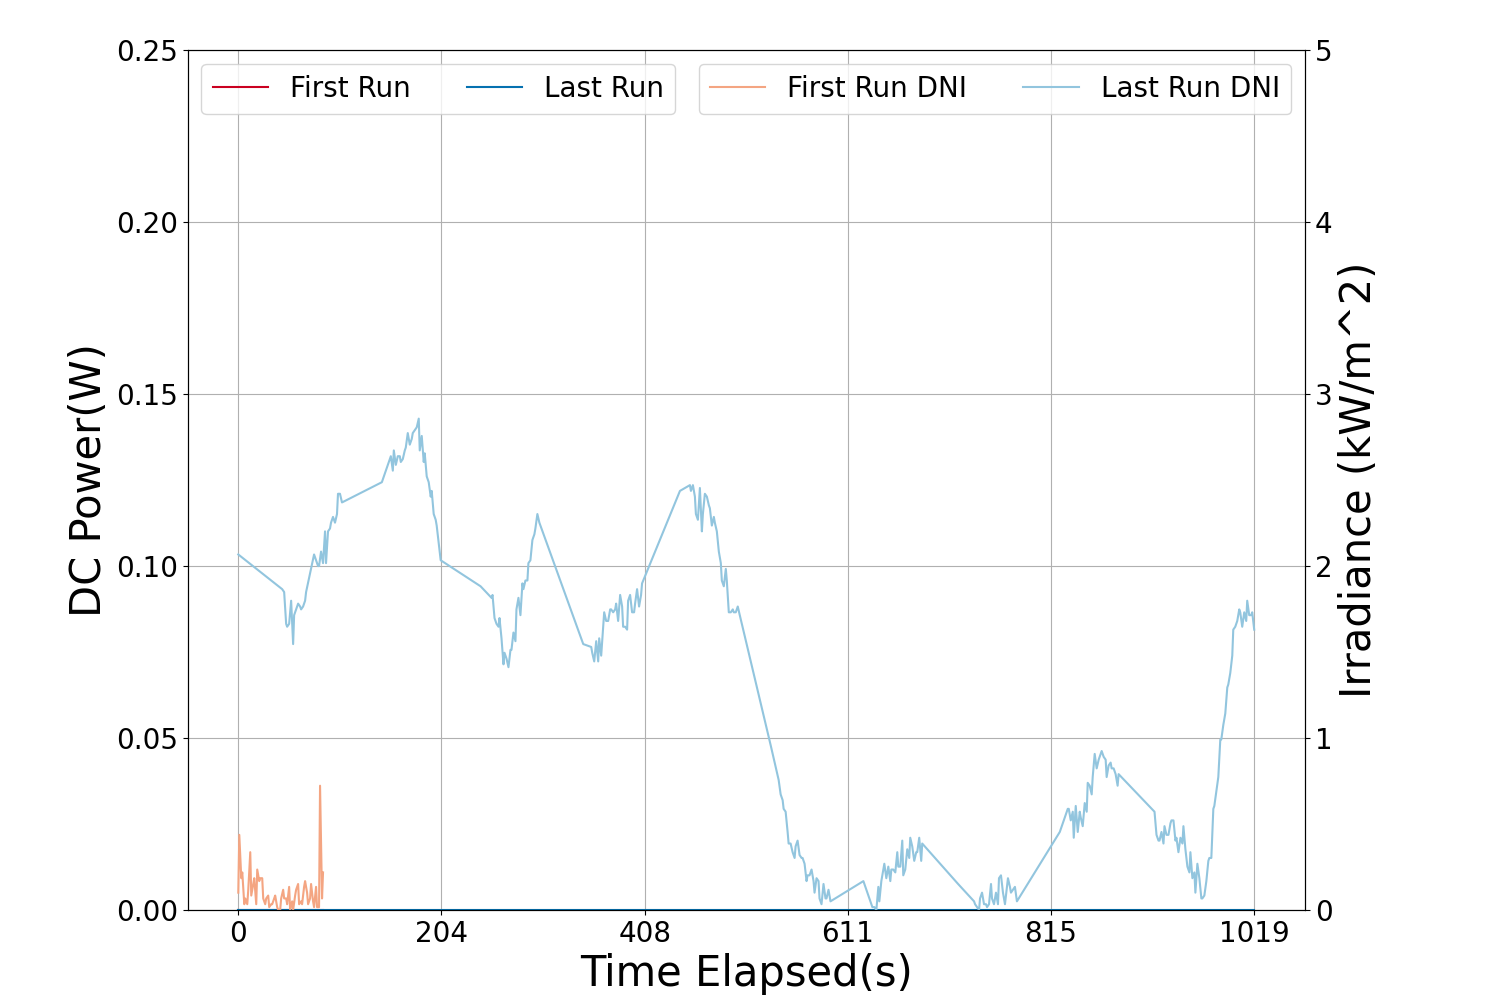 First Run
Last Run
First Run DNI
Last Run DNI
0.25
0.20
0.15
0.10
0.05
0.00
DC Power(W)
5
4
3
2
1
0
Irradiance (kW/m^2)
0 204 408 611 815 1019
Time Elapsed(s)